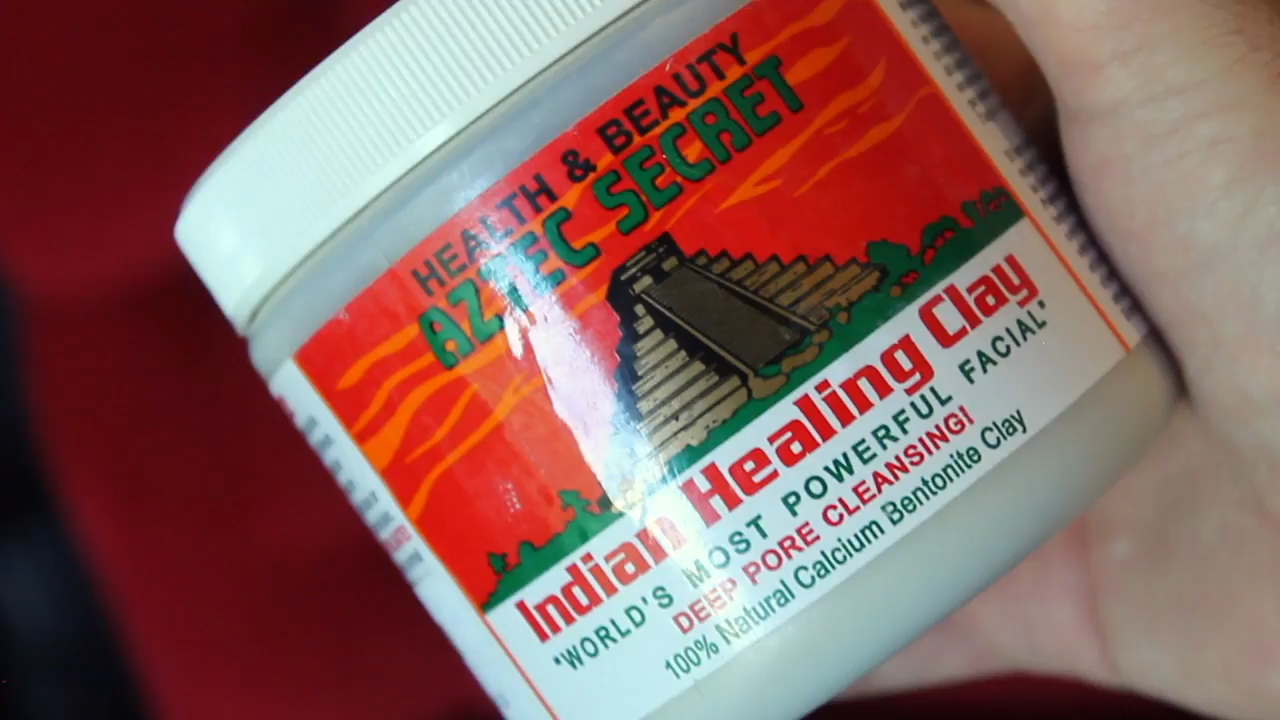 HEALTH & BEAUTY
AZTEC SECRET
Indian Healing Clay
"WORLD'S MOST POWERFUL FACIAL"
DEEP PORE CLEANSING!
100% Natural Calcium Bentonite Clay